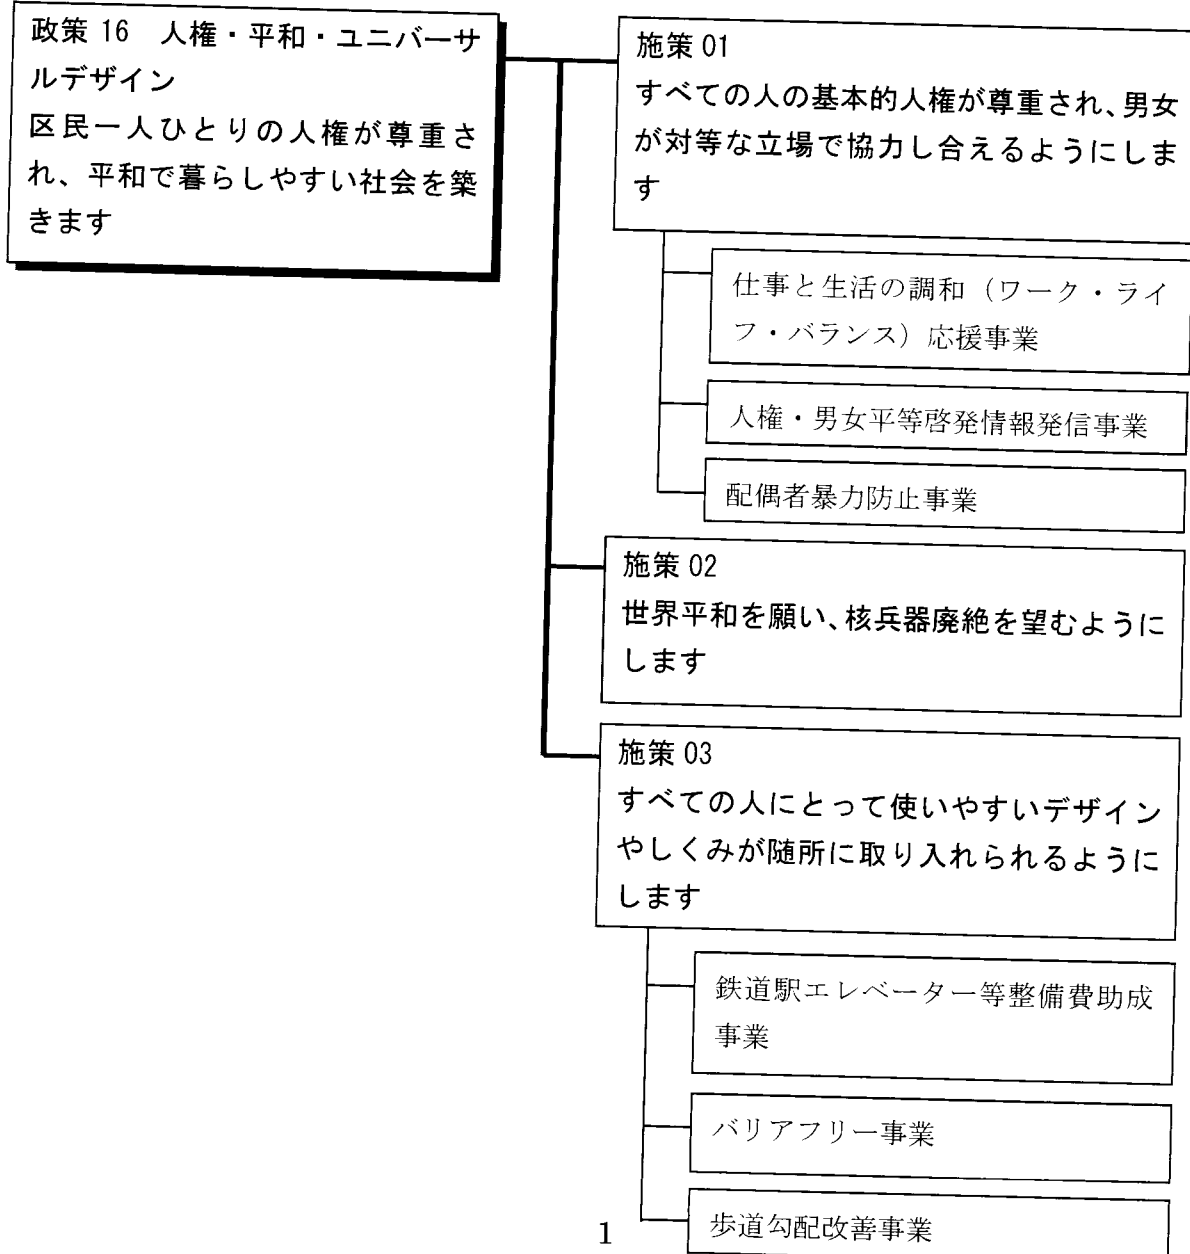 政策 16　人権・平和・ユニバーサ
ルデザイン
区民一人ひとりの人権が尊重さ
れ、平和で暮らしやすい社会を築
きます
施策 01
すべての人の基本的人権が尊重され、男女
が対等な立場で協力し合えるようにしま
す
仕事と生活の調和（ワーク・ライ
フ・バランス）応援事業
人権・男女平等啓発情報発信事業
配偶者暴力防止事業
施策 02
世界平和を願い、核兵器廃絶を望むように
します
施策 03
すべての人にとって使いやすいデザイン
やしくみが随所に取り入れられるように
します
鉄道駅エレベーター等整備費助成
事業
バリアフリー事業
歩道勾配改善事業
1